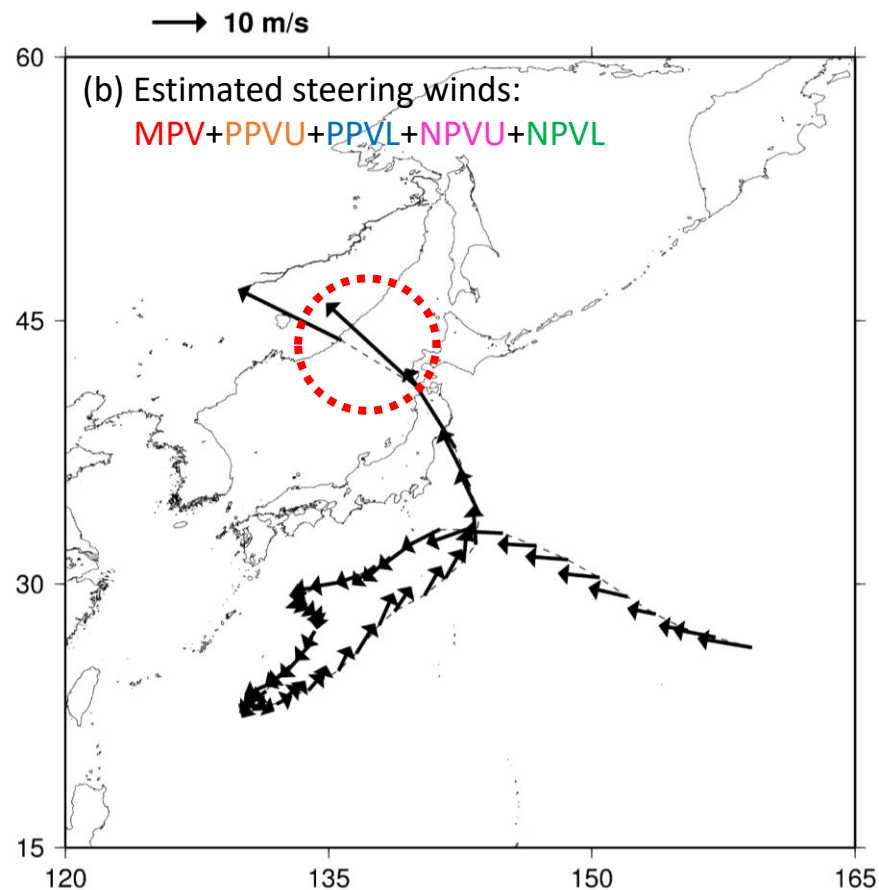 10 m/s
60
(b) Estimated steering winds:
MPV+PPVU+PPVL+NPVU+NPVL
45
30
15
120 135 150 165